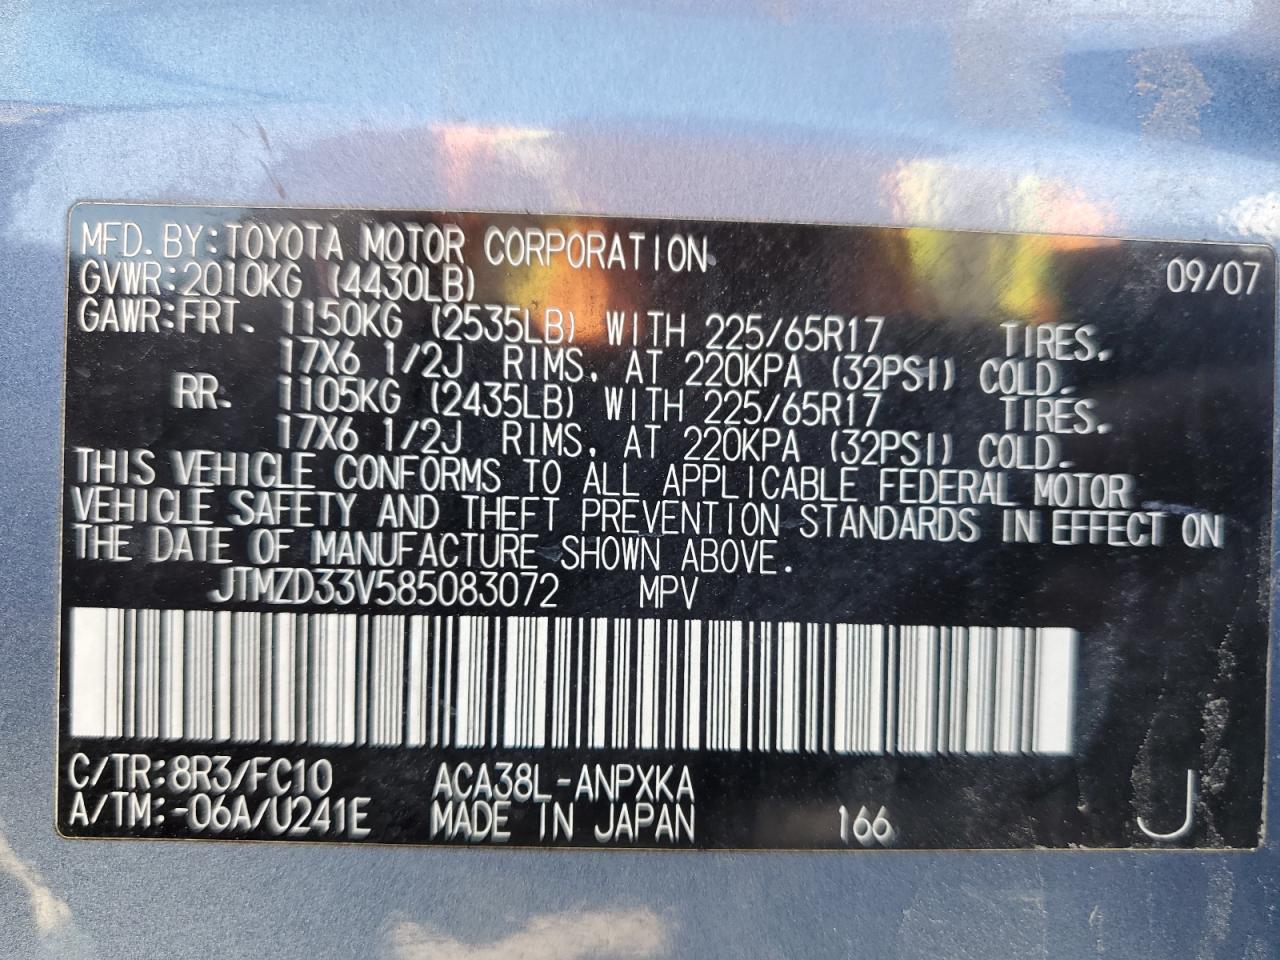 MFD. BY: TOYOTA MOTOR CORPORATION 09/07
GVWR: 2010KG (4430LB)
GAWR: FRT. 1150KG (2535LB) WITH 225/65R17 TIRES.
17X6 1/2J RIMS, AT 220KPA (32PSI) COLD.
RR. 1105KG (2435LB) WITH 225/65R17 TIRES.
17X6 1/2J RIMS, AT 220KPA (32PSI) COLD.
THIS VEHICLE CONFORMS TO ALL APPLICABLE FEDERAL MOTOR
VEHICLE SAFETY AND THEFT PREVENTION STANDARDS IN EFFECT ON
THE DATE OF MANUFACTURE SHOWN ABOVE.
JTMZD33V585083072 MPV
C/TR: 8R3/FC10 ACA38L-ANPXKA
A/TM: -06A/U241E MADE IN JAPAN 166 J